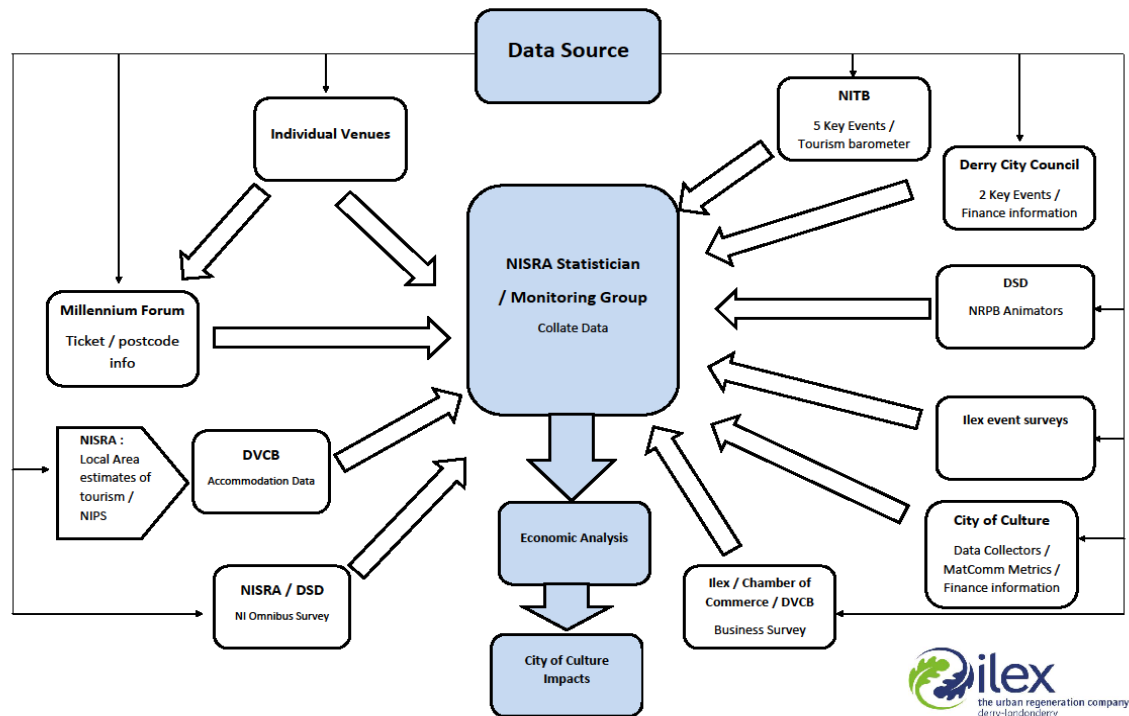 Data Source
Individual Venues
NITB
5 Key Events /
Tourism barometer
Derry City Council
2 Key Events /
Finance information
NISRA Statistician
/ Monitoring Group
Collate Data
DSD
NRPB Animators
Millennium Forum
Ticket / postcode
info
Ilex event surveys
NISRA :
Local Area
estimates of
tourism /
NIPS
DVCB
Accommodation Data
City of Culture
Data Collectors /
MatComm Metrics /
Finance information
Economic Analysis
NISRA / DSD
NI Omnibus Survey
Ilex / Chamber of
Commerce / DVCB
Business Survey
City of Culture
Impacts
ilex
the urban regeneration company
derry-londonderry